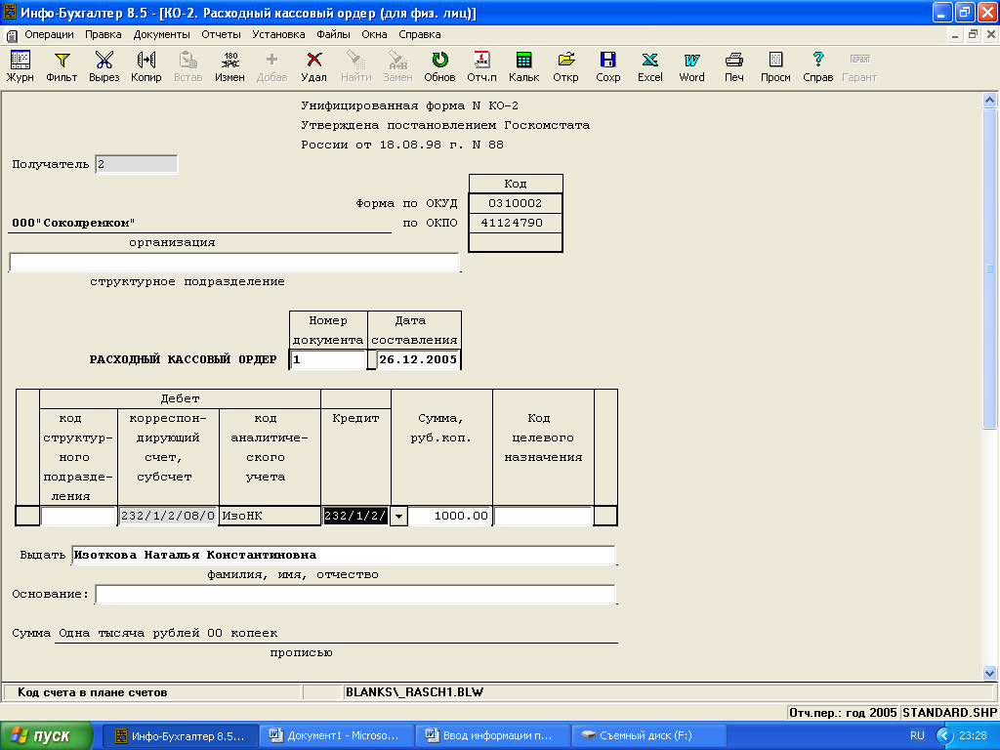 Инфо-Бухгалтер 8.5 - [КО-2. Расходный кассовый ордер (для физ. лиц)]
Операции Правка Документы Отчеты Установка Файлы Окна Справка
Журн Фильт Вырез Копир Встав Измен Добав Удал Найти Замен Обнов Отч.п Кальк Откр Сохр Excel Word Печ Просм Справ Гарант
Унифицированная форма N КО-2
Утверждена постановлением Госкомстата
России от 18.08.98 г. N 88
Получатель 2
Код
Форма по ОКУД 0310002
ООО"Соколремком" по ОКПО 41124790
организация
структурное подразделение
Номер Дата
документа составления
РАСХОДНЫЙ КАССОВЫЙ ОРДЕР 1 26.12.2005
Дебет
код корреспон- код Кредит Сумма, Код
структур- дирующий аналитиче- руб.коп. целевого
ного счет, ского назначения
подразде- субсчет учета
ления
232/1/2/08/0 ИзоНК 232/1/2/ 1000.00
Выдать Изоткова Наталья Константиновна
фамилия, имя, отчество
Основание:
Сумма Одна тысяча рублей 00 копеек
прописью
Код счета в плане счетов BLANKS\_RASCH1.BLW
Отч.пер.: год 2005 STANDARD.SHP
пуск Инфо-Бухгалтер 8.5... Документ1 - Microso... Ввод информации п... Съемный диск (F:) RU 23:28